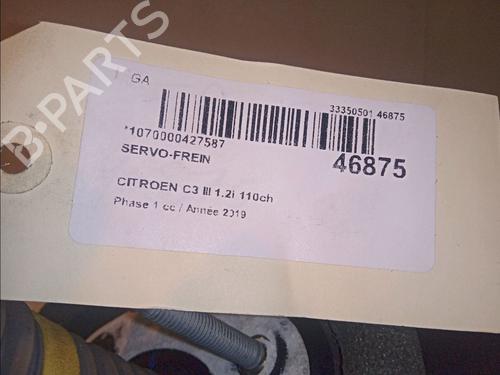 GA
33350501 46875
*1070000427587
46875
SERVO-FREIN
CITROEN C3 III 1.2i 110ch
Phase 1 cc / Année 2019
B-PARTS